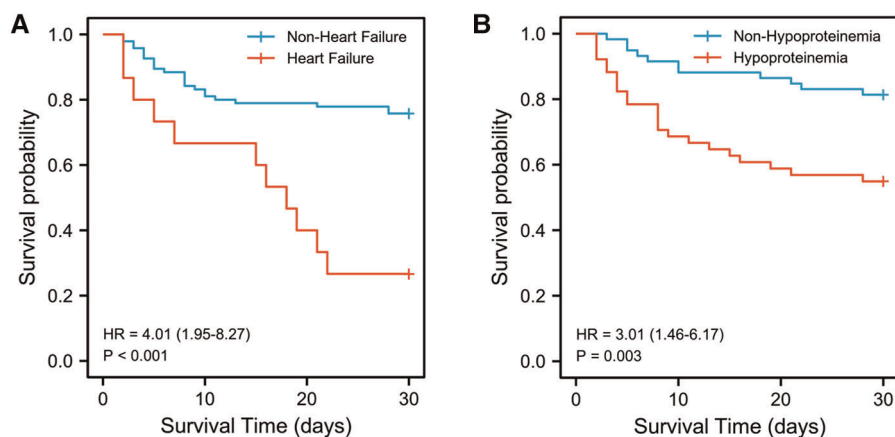 A
Survival probability
1.0
0.8
0.6
0.4
0.2
0.0
Non-Heart Failure
Heart Failure
HR = 4.01 (1.95-8.27)
P < 0.001
0 10 20 30
Survival Time (days)
B
Survival probability
1.0
0.8
0.6
0.4
0.2
0.0
Non-Hypoproteinemia
Hypoproteinemia
HR = 3.01 (1.46-6.17)
P = 0.003
0 10 20 30
Survival Time (days)